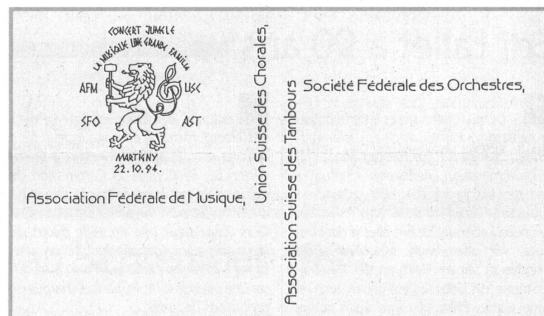 CONCERT JUMELÉ
LA MUSIQUE UNE GRANDE FAMILLE
AFM
USC
SFO
AST
MARTIGNY
22.10.94.
Association Fédérale de Musique,
Union Suisse des Chorales,
Association Suisse des Tambours
Société Fédérale des Orchestres,